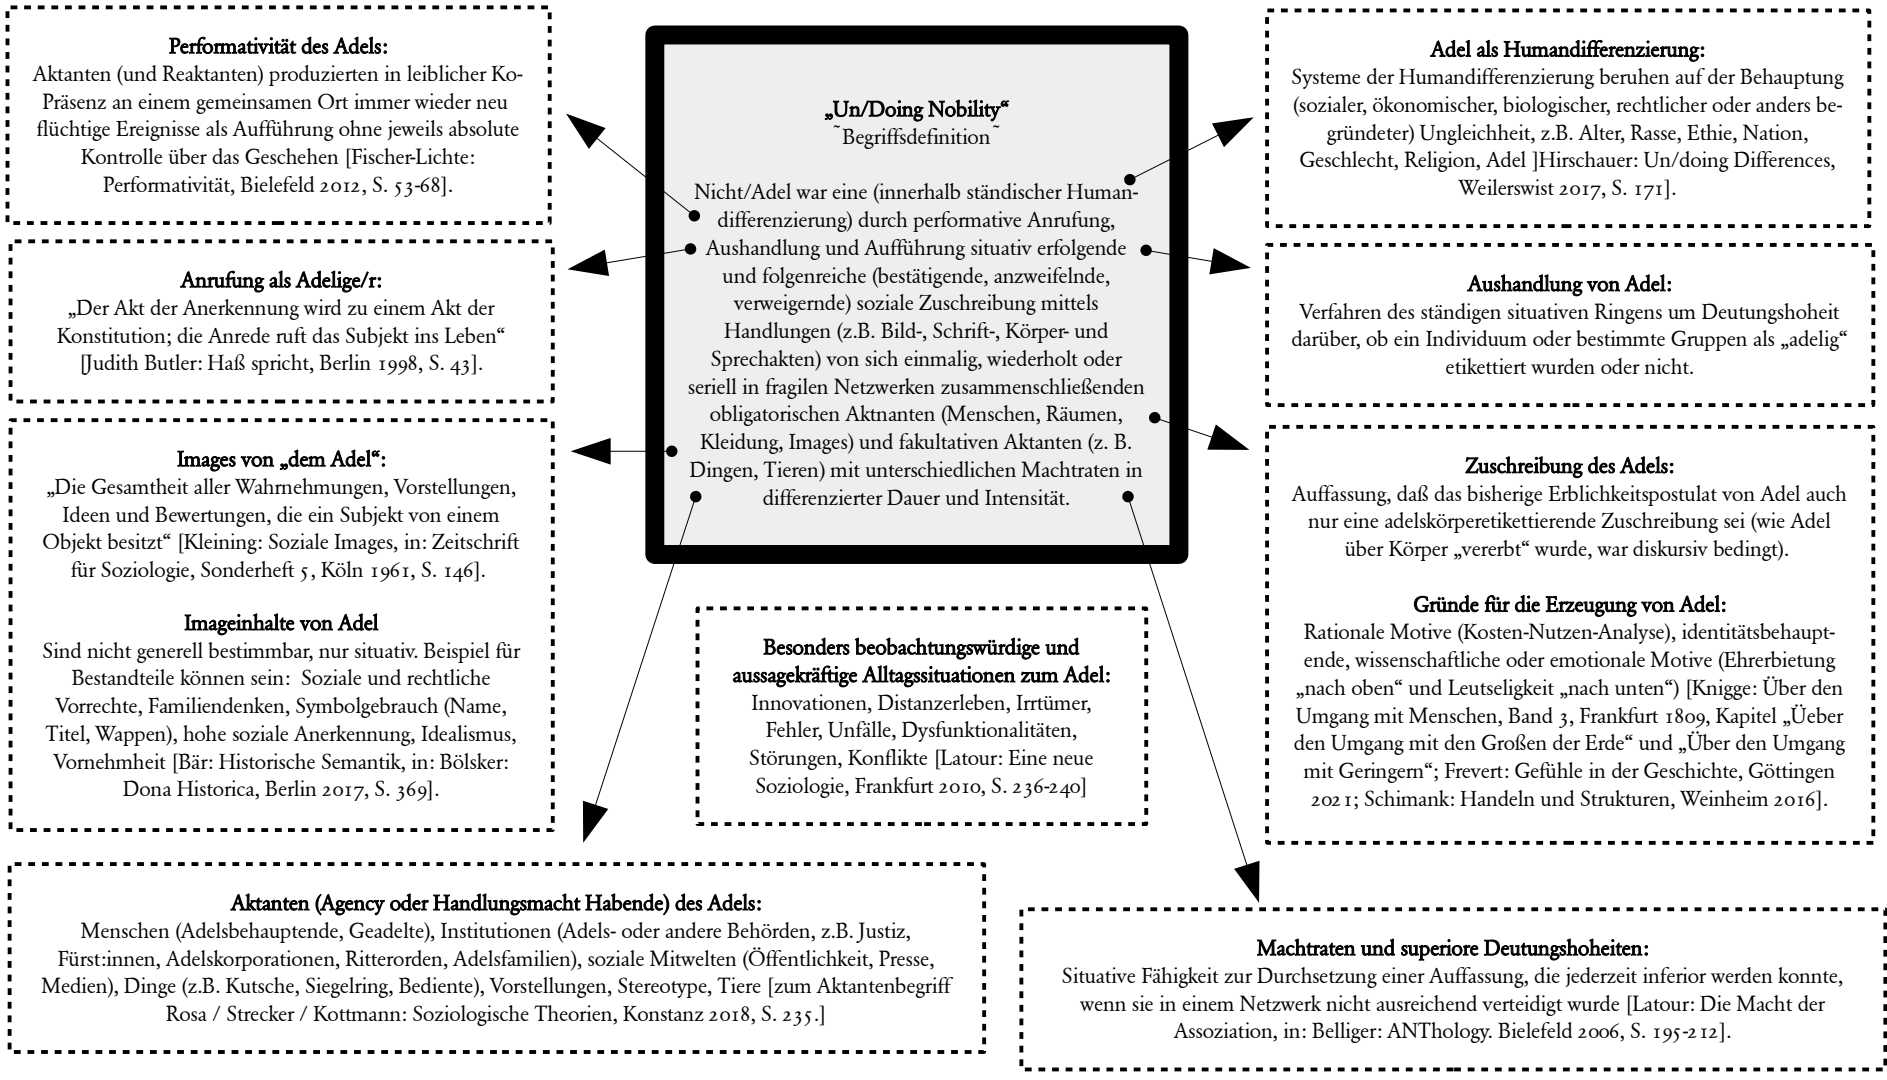 Performativität des Adels:
Aktanten (und Reaktanten) produzierten in leiblicher Ko-
Präsenz an einem gemeinsamen Ort immer wieder neu
flüchtige Ereignisse als Aufführung ohne jeweils absolute
Kontrolle über das Geschehen [Fischer-Lichte:
Performativität, Bielefeld 2012, S. 53-68].
Anrufung als Adelige/r:
„Der Akt der Anerkennung wird zu einem Akt der
Konstitution; die Anrede ruft das Subjekt ins Leben“
[Judith Butler: Haß spricht, Berlin 1998, S. 43].
Images von „dem Adel“:
„Die Gesamtheit aller Wahrnehmungen, Vorstellungen,
Ideen und Bewertungen, die ein Subjekt von einem
Objekt besitzt“ [Kleining: Soziale Images, in: Zeitschrift
für Soziologie, Sonderheft 5, Köln 1961, S. 146].
Imageinhalte von Adel
Sind nicht generell bestimmbar, nur situativ. Beispiel für
Bestandteile können sein: Soziale und rechtliche
Vorrechte, Familiendenken, Symbolgebrauch (Name,
Titel, Wappen), hohe soziale Anerkennung, Idealismus,
Vornehmheit [Bär: Historische Semantik, in: Bölsker:
Dona Historica, Berlin 2017, S. 369].
„Un/Doing Nobility“
~Begriffsdefinition~
Nicht/Adel war eine (innerhalb ständischer Human-
differenzierung) durch performative Anrufung,
Aushandlung und Aufführung situativ erfolgende
und folgenreiche (bestätigende, anzweifelnde,
verweigernde) soziale Zuschreibung mittels
Handlungen (z.B. Bild-, Schrift-, Körper- und
Sprechakten) von sich einmalig, wiederholt oder
seriell in fragilen Netzwerken zusammenschließenden
obligatorischen Aktnanten (Menschen, Räumen,
Kleidung, Images) und fakultativen Aktanten (z. B.
Dingen, Tieren) mit unterschiedlichen Machtraten in
differenzierter Dauer und Intensität.
Besonders beobachtungswürdige und
aussagekräftige Alltagssituationen zum Adel:
Innovationen, Distanzerleben, Irrtümer,
Fehler, Unfälle, Dysfunktionalitäten,
Störungen, Konflikte [Latour: Eine neue
Soziologie, Frankfurt 2010, S. 236-240]
Adel als Humandifferenzierung:
Systeme der Humandifferenzierung beruhen auf der Behauptung
(sozialer, ökonomischer, biologischer, rechtlicher oder anders be-
gründeter) Ungleichheit, z.B. Alter, Rasse, Ethie, Nation,
Geschlecht, Religion, Adel ]Hirschauer: Un/doing Differences,
Weilerswist 2017, S. 171].
Aushandlung von Adel:
Verfahren des ständigen situativen Ringens um Deutungshoheit
darüber, ob ein Individuum oder bestimmte Gruppen als „adelig“
etikettiert wurden oder nicht.
Zuschreibung des Adels:
Auffassung, daß das bisherige Erblichkeitspostulat von Adel auch
nur eine adelskörperetikettierende Zuschreibung sei (wie Adel
über Körper „vererbt“ wurde, war diskursiv bedingt).
Gründe für die Erzeugung von Adel:
Rationale Motive (Kosten-Nutzen-Analyse), identitätsbehaupt-
ende, wissenschaftliche oder emotionale Motive (Ehrerbietung
„nach oben“ und Leutseligkeit „nach unten“) [Knigge: Über den
Umgang mit Menschen, Band 3, Frankfurt 1809, Kapitel „Üeber
den Umgang mit den Großen der Erde“ und „Über den Umgang
mit Geringern“; Frevert: Gefühle in der Geschichte, Göttingen
2021; Schimank: Handeln und Strukturen, Weinheim 2016].
Aktanten (Agency oder Handlungsmacht Habende) des Adels:
Menschen (Adelsbehauptende, Geadelte), Institutionen (Adels- oder andere Behörden, z.B. Justiz,
Fürst:innen, Adelskorporationen, Ritterorden, Adelsfamilien), soziale Mitwelten (Öffentlichkeit, Presse,
Medien), Dinge (z.B. Kutsche, Siegelring, Bediente), Vorstellungen, Stereotype, Tiere [zum Aktantenbegriff
Rosa / Strecker / Kottmann: Soziologische Theorien, Konstanz 2018, S. 235.]
Machtraten und superiore Deutungshoheiten:
Situative Fähigkeit zur Durchsetzung einer Auffassung, die jederzeit inferior werden konnte,
wenn sie in einem Netzwerk nicht ausreichend verteidigt wurde [Latour: Die Macht der
Assoziation, in: Belliger: ANThology. Bielefeld 2006, S. 195-212].